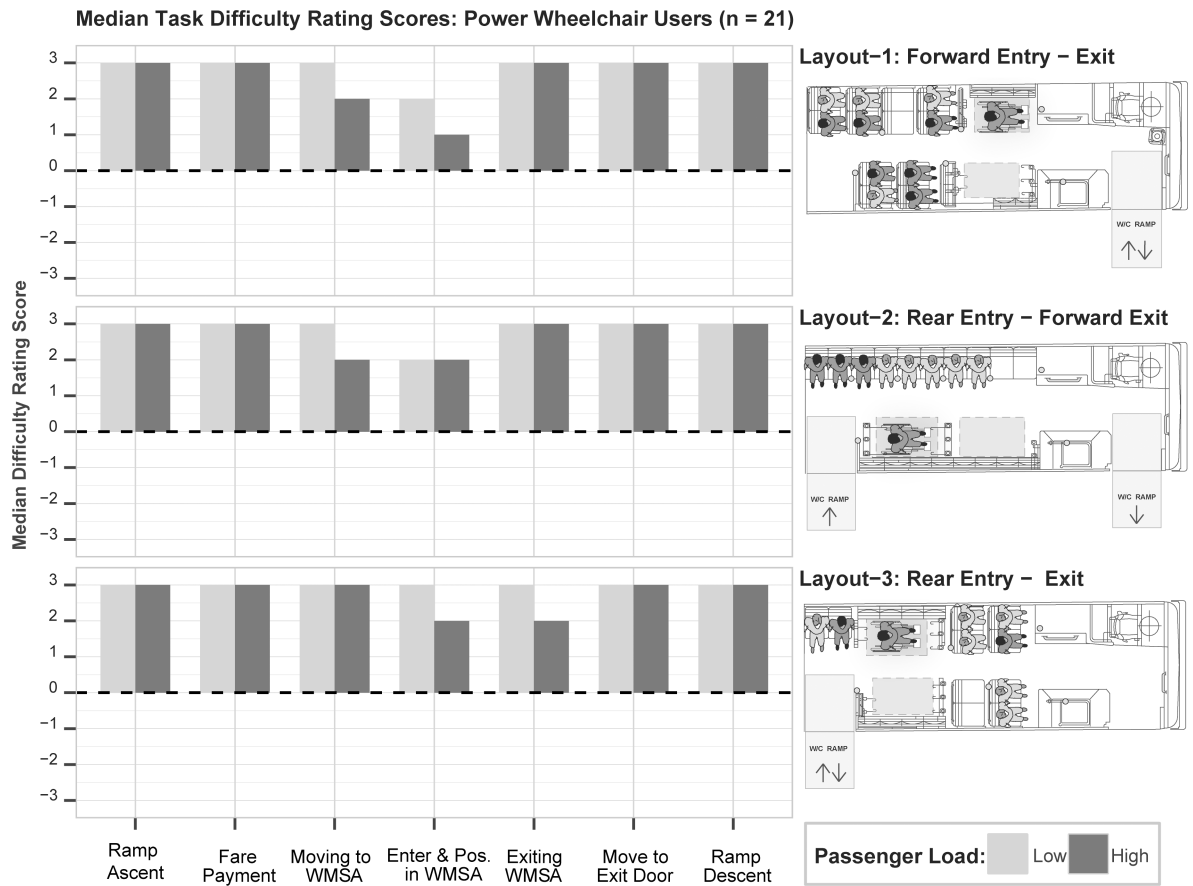 Median Task Difficulty Rating Scores: Power Wheelchair Users (n = 21)
Median Difficulty Rating Score
3
2
1
0
−1
−2
−3
Layout−1: Forward Entry − Exit
W/C RAMP
3
2
1
0
−1
−2
−3
Layout−2: Rear Entry − Forward Exit
W/C RAMP
W/C RAMP
3
2
1
0
−1
−2
−3
Layout−3: Rear Entry − Exit
W/C RAMP
Ramp
Ascent
Fare
Payment
Moving to
WMSA
Enter & Pos.
in WMSA
Exiting
WMSA
Move to
Exit Door
Ramp
Descent
Passenger Load: Low High